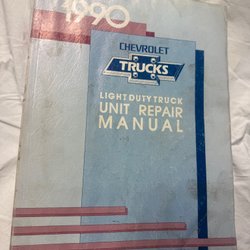 1990
CHEVROLET
TRUCKS
LIGHT DUTY TRUCK
UNIT REPAIR
MANUAL